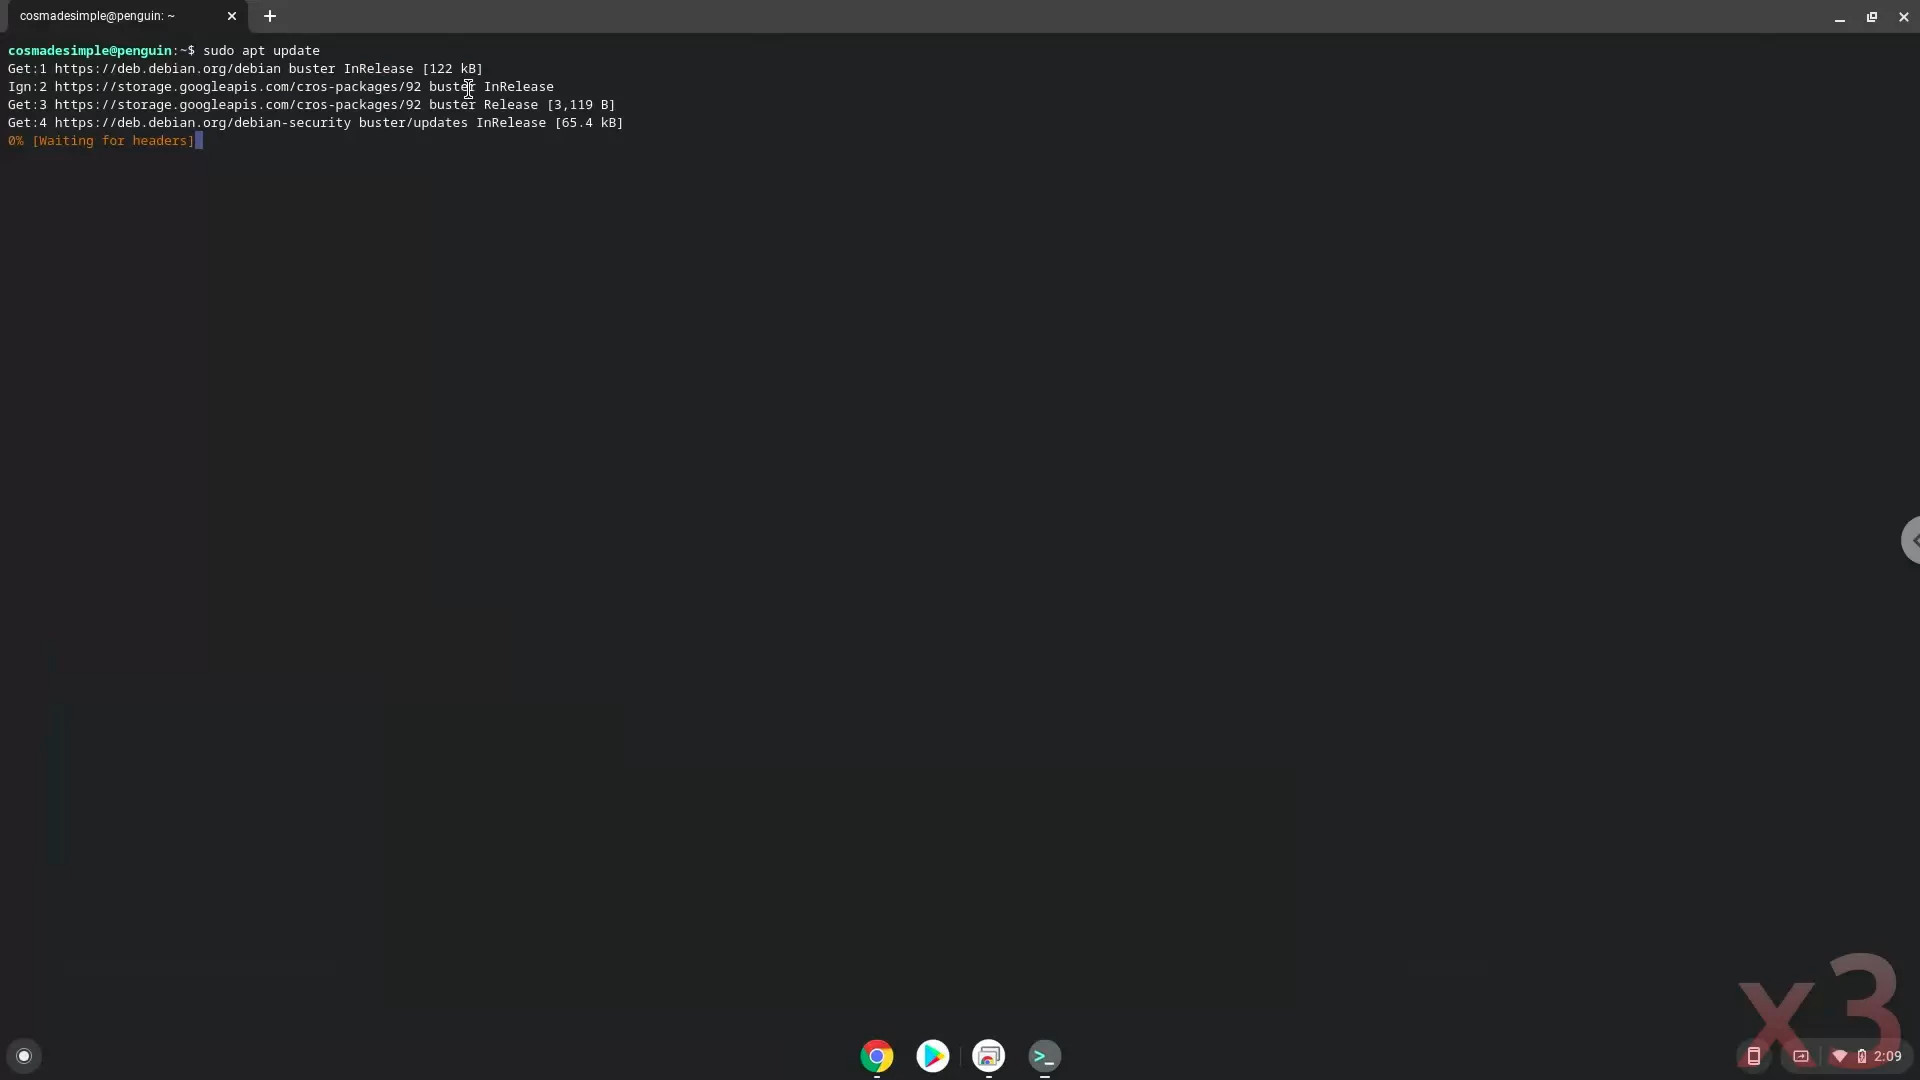 cosmadesimple@penguin: ~
cosmadesimple@penguin:~$ sudo apt update
Get:1 https://deb.debian.org/debian buster InRelease [122 kB]
Ign:2 https://storage.googleapis.com/cros-packages/92 buster InRelease
Get:3 https://storage.googleapis.com/cros-packages/92 buster Release [3,119 B]
Get:4 https://deb.debian.org/debian-security buster/updates InRelease [65.4 kB]
0% [Waiting for headers]
x3
2:09